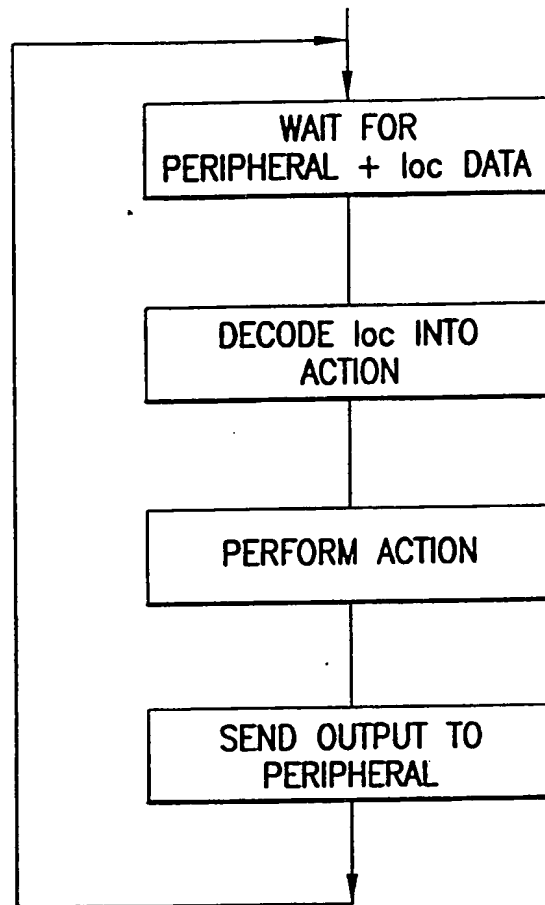 WAIT FOR
PERIPHERAL + loc DATA
DECODE loc INTO
ACTION
PERFORM ACTION
SEND OUTPUT TO
PERIPHERAL